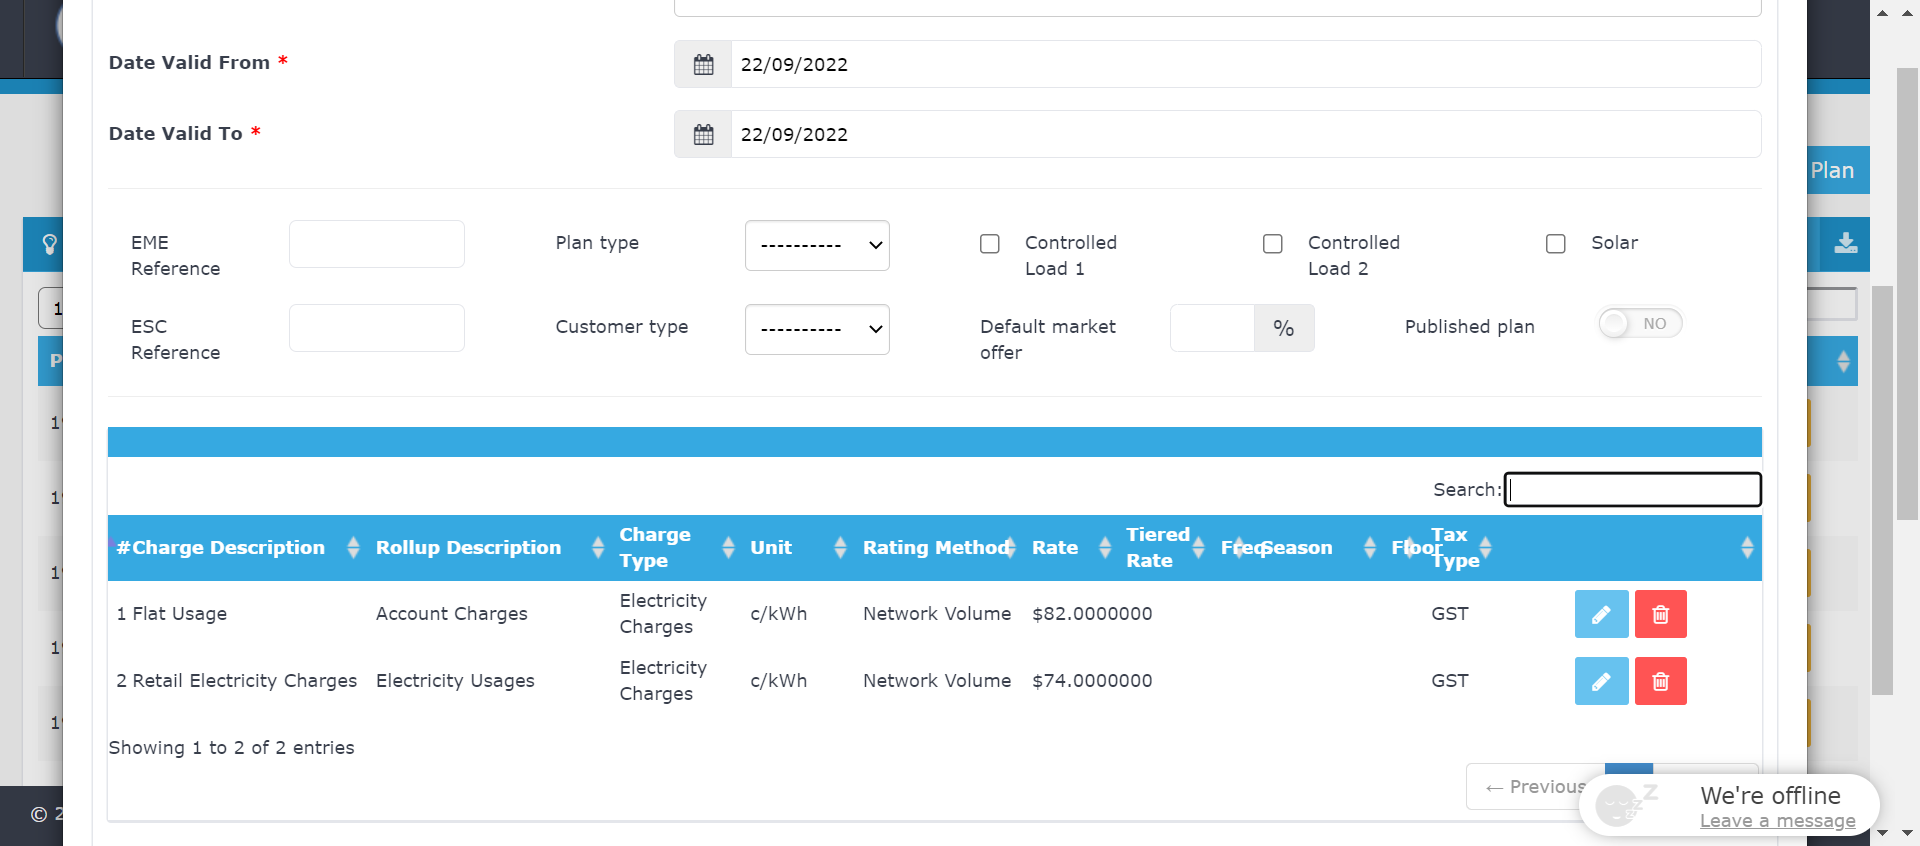 Date Valid From *
22/09/2022
Date Valid To *
22/09/2022
Plan
EME Reference
Plan type
----------
Controlled Load 1
Controlled Load 2
Solar
ESC Reference
Customer type
----------
Default market offer
%
Published plan
NO
Search:
# Charge Description Rollup Description Charge Type Unit Rating Method Rate Tiered Rate Freq Season Floor Tax Type
1 Flat Usage Account Charges Electricity Charges c/kWh Network Volume $82.0000000 GST
2 Retail Electricity Charges Electricity Usages Electricity Charges c/kWh Network Volume $74.0000000 GST
Showing 1 to 2 of 2 entries
← Previous
We're offline
Leave a message
©